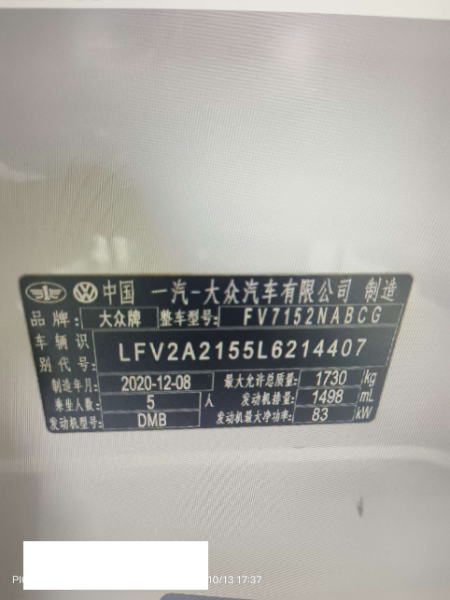 中国 一汽-大众汽车有限公司 制造
品牌: 大众牌 整车型号: FV7152NABCG
车辆识别代号: LFV2A2155L6214407
制造年月: 2020-12-08 最大允许总质量: 1730 kg
乘坐人数: 5 人 发动机排量: 1498 mL
发动机型号: DMB 发动机最大净功率: 83 kW
10/13 17:37